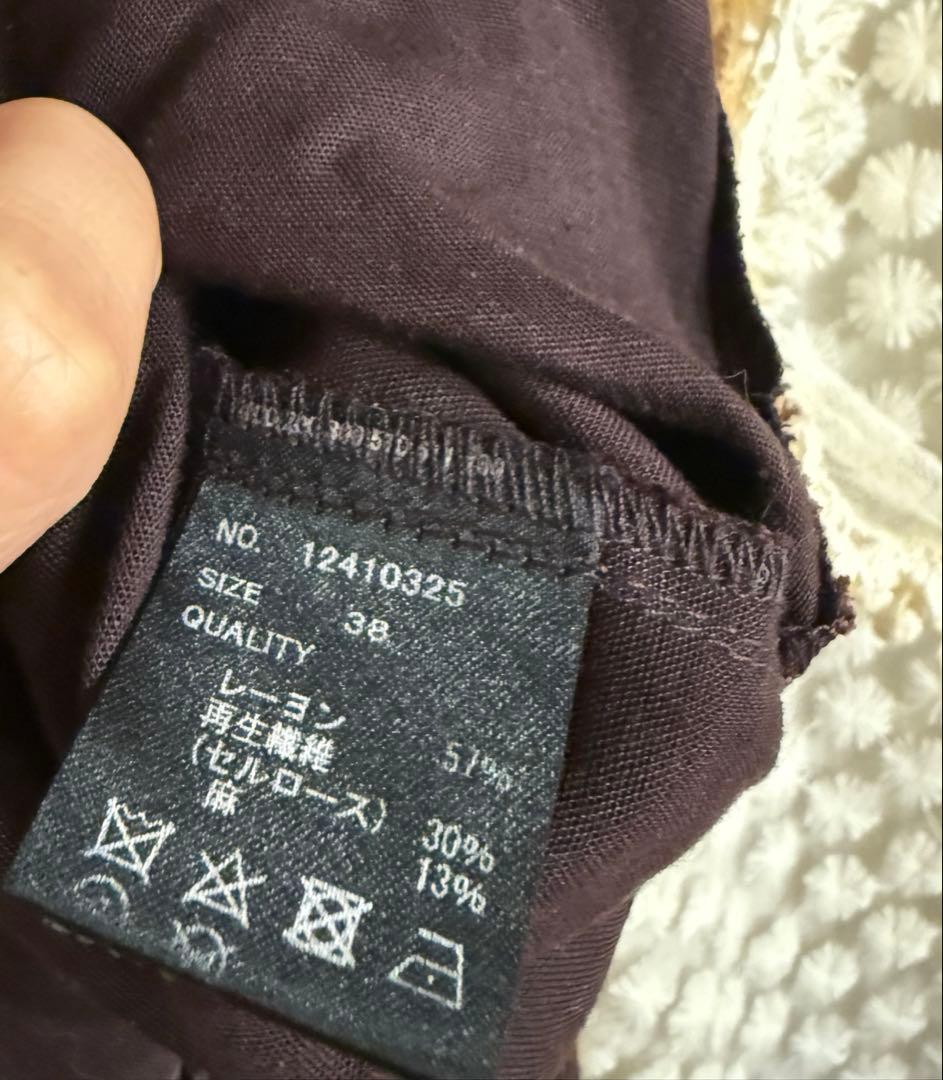 NO. 12410325
SIZE 38
QUALITY
レーヨン 57%
再生繊維
(セルロース) 30%
麻 13%